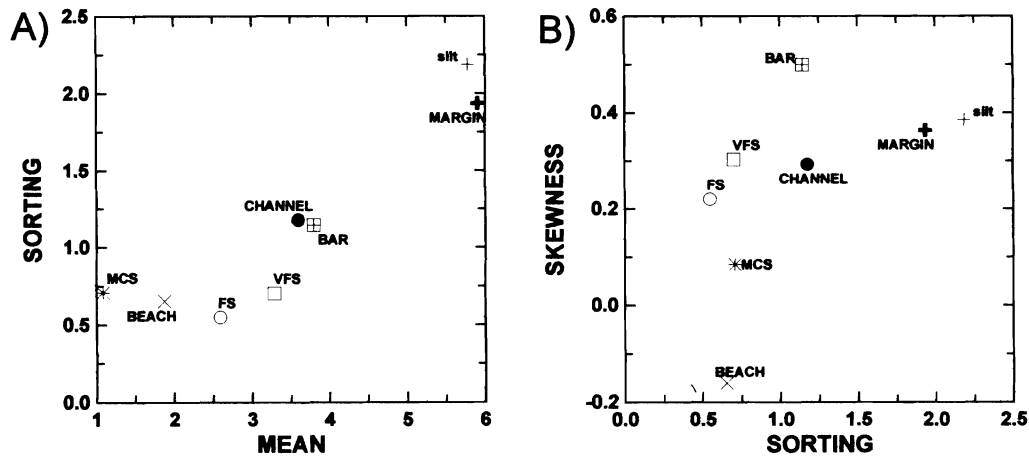 A)
2.5
2.0
1.5
1.0
0.5
0.0
SORTING
silt
MARGIN
CHANNEL
BAR
MCS
BEACH
FS
VFS
1 2 3 4 5 6
MEAN
B)
0.6
0.4
0.2
0.0
-0.2
SKEWNESS
BAR
silt
MARGIN
VFS
CHANNEL
FS
MCS
BEACH
0.0 0.5 1.0 1.5 2.0 2.5
SORTING